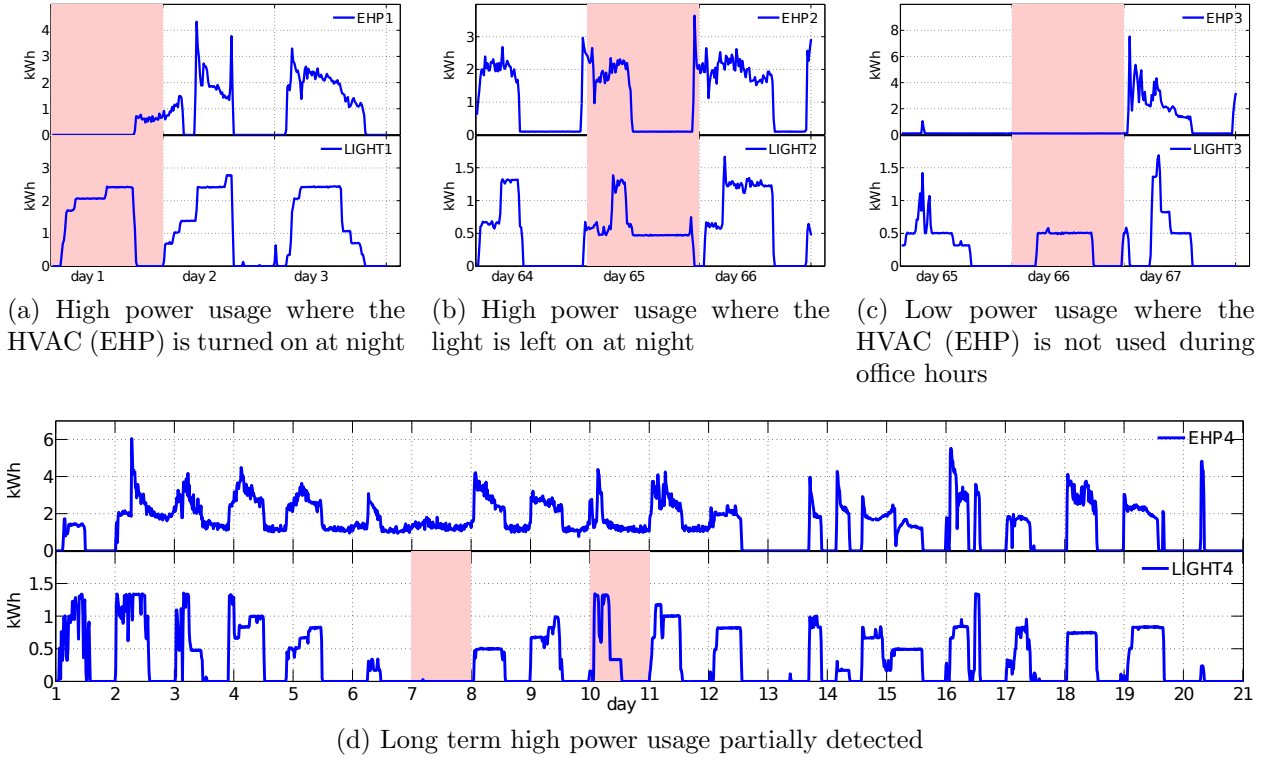 EHP1
4
3
2
1
0
kWh
LIGHT1
3
2
1
0
kWh
day 1 day 2 day 3
(a) High power usage where the
HVAC (EHP) is turned on at night
EHP2
3
2
1
0
kWh
LIGHT2
1.5
1
0.5
0
kWh
day 64 day 65 day 66
(b) High power usage where the
light is left on at night
EHP3
8
6
4
2
0
kWh
LIGHT3
1.5
1
0.5
0
kWh
day 65 day 66 day 67
(c) Low power usage where the
HVAC (EHP) is not used during
office hours
EHP4
6
4
2
0
kWh
LIGHT4
1.5
1
0.5
0
kWh
1 2 3 4 5 6 7 8 9 10 11 12 13 14 15 16 17 18 19 20 21
day
(d) Long term high power usage partially detected